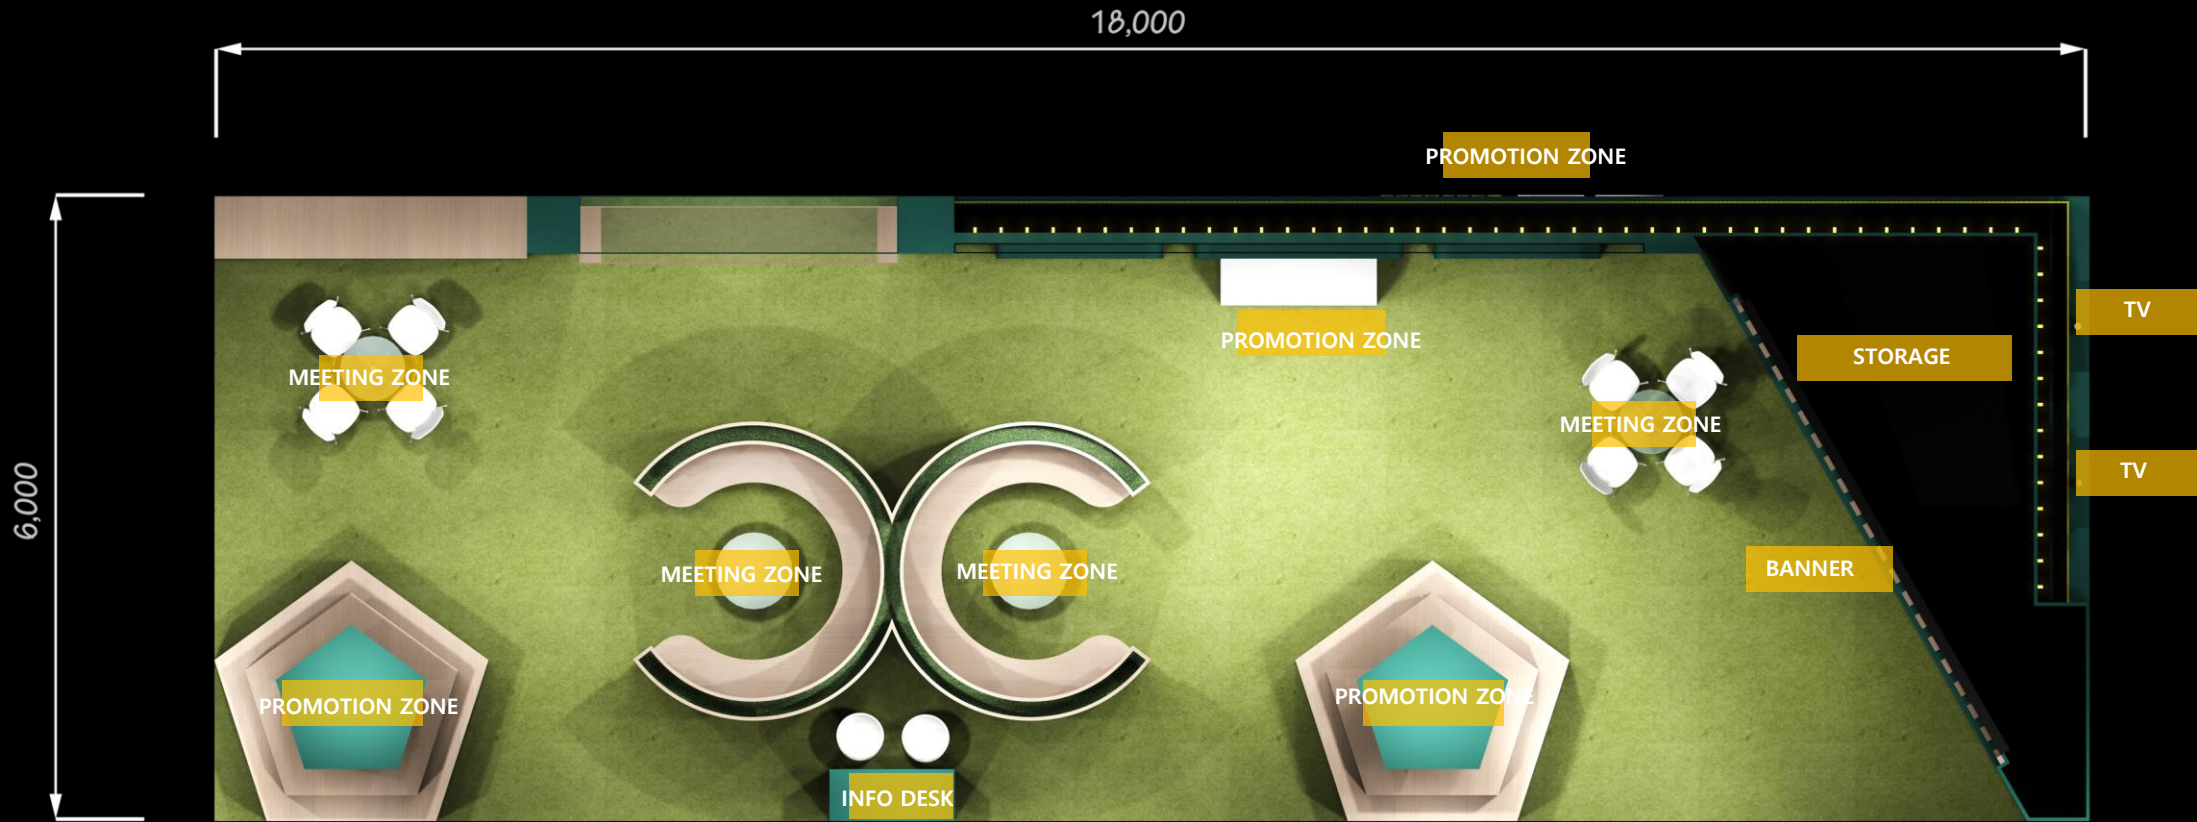 18,000
PROMOTION ZONE
TV
PROMOTION ZONE
STORAGE
MEETING ZONE
MEETING ZONE
TV
6,000
BANNER
MEETING ZONE
MEETING ZONE
PROMOTION ZONE
PROMOTION ZONE
INFO DESK